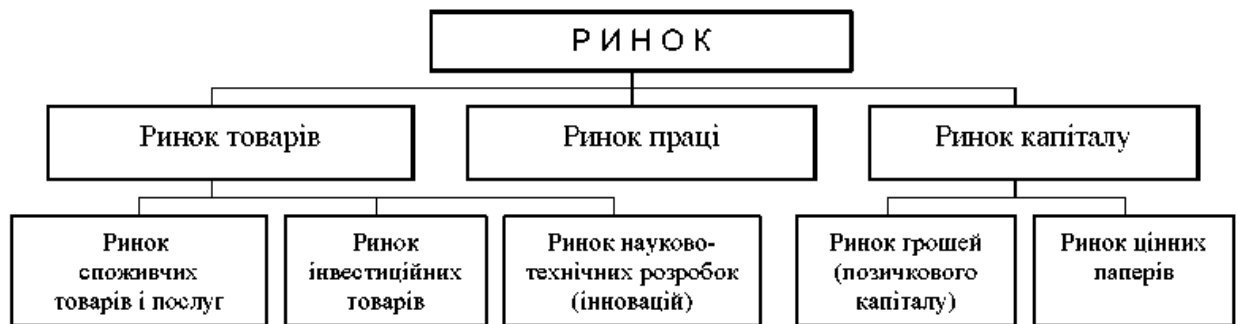 РИНОК
Ринок товарів
Ринок праці
Ринок капіталу
Ринок
споживчих
товарів і послуг
Ринок
інвестиційних
товарів
Ринок науково-
технічних розробок
(інновацій)
Ринок грошей
(позичкового
капіталу)
Ринок цінних
паперів